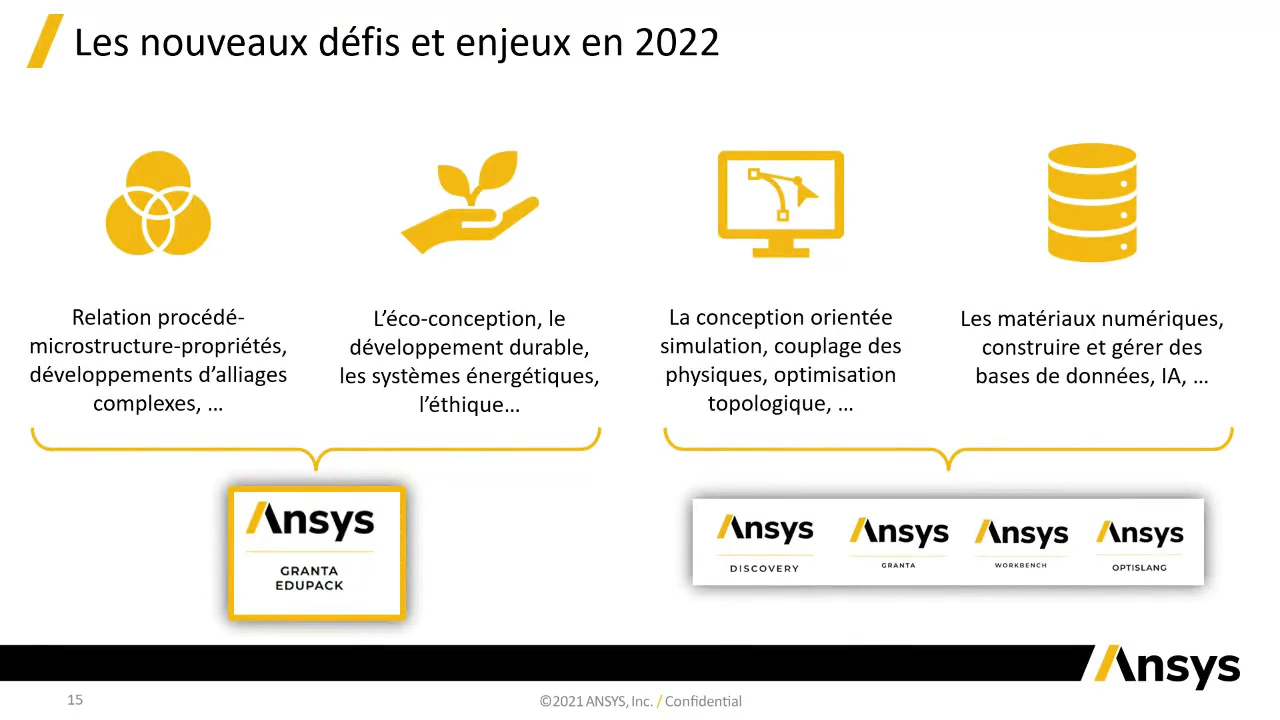 Les nouveaux défis et enjeux en 2022
Relation procédé-
microstructure-propriétés,
développements d’alliages
complexes, …
L’éco-conception, le
développement durable,
les systèmes énergétiques,
l’éthique…
La conception orientée
simulation, couplage des
physiques, optimisation
topologique, …
Les matériaux numériques,
construire et gérer des
bases de données, IA, …
Ansys
GRANTA
EDUPACK
Ansys
DISCOVERY
Ansys
GRANTA
Ansys
WORKBENCH
Ansys
OPTISLANG
Ansys
15
©2021 ANSYS, Inc. / Confidential